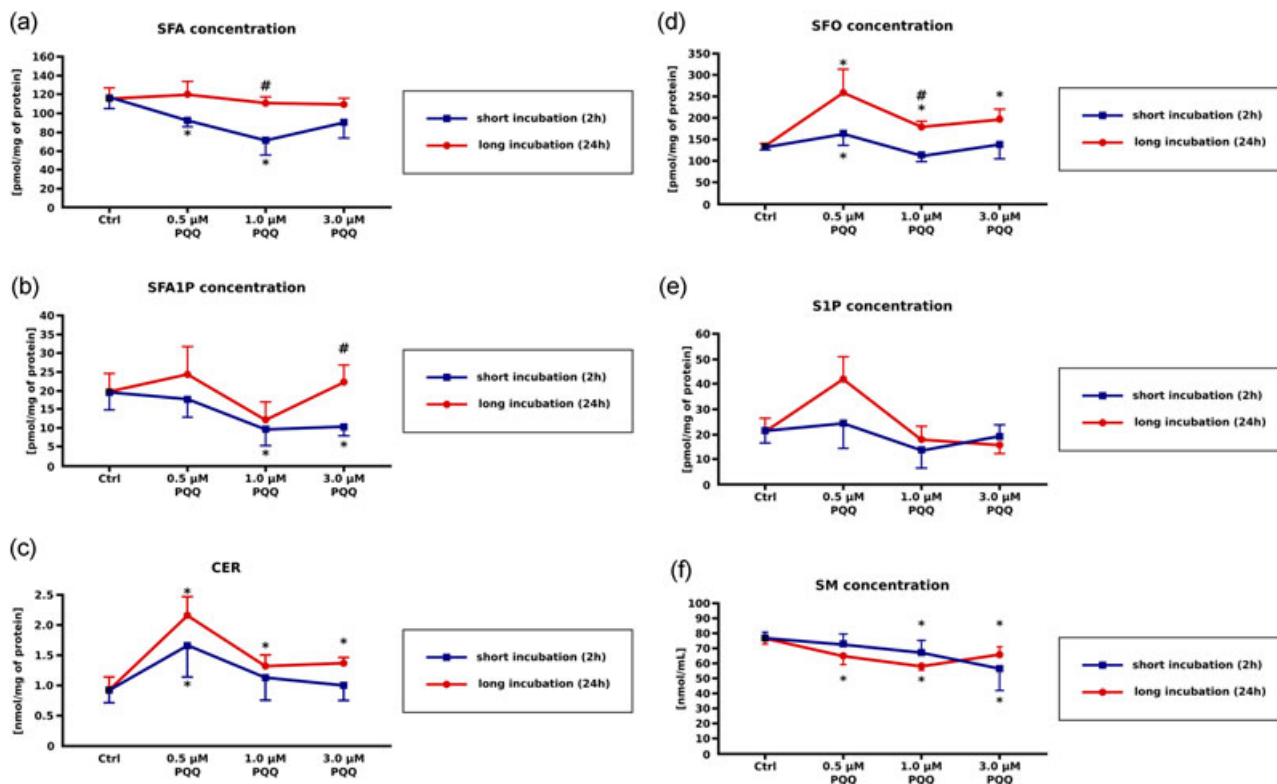 (a)
SFA concentration
[pmol/mg of protein]
160
140
120
100
80
60
40
20
0
#
*
*
Ctrl
0.5 µM
PQQ
1.0 µM
PQQ
3.0 µM
PQQ
short incubation (2h)
long incubation (24h)
(b)
SFA1P concentration
[pmol/mg of protein]
40
35
30
25
20
15
10
5
0
#
*
*
Ctrl
0.5 µM
PQQ
1.0 µM
PQQ
3.0 µM
PQQ
short incubation (2h)
long incubation (24h)
(c)
CER
[nmol/mg of protein]
2.5
2.0
1.5
1.0
0.5
0
*
*
*
*
Ctrl
0.5 µM
PQQ
1.0 µM
PQQ
3.0 µM
PQQ
short incubation (2h)
long incubation (24h)
(d)
SFO concentration
[pmol/mg of protein]
350
300
250
200
150
100
50
0
*
#
*
*
*
Ctrl
0.5 µM
PQQ
1.0 µM
PQQ
3.0 µM
PQQ
short incubation (2h)
long incubation (24h)
(e)
S1P concentration
[pmol/mg of protein]
60
50
40
30
20
10
0
Ctrl
0.5 µM
PQQ
1.0 µM
PQQ
3.0 µM
PQQ
short incubation (2h)
long incubation (24h)
(f)
SM concentration
[nmol/mL]
100
90
80
70
60
50
40
30
20
10
0
*
*
*
*
*
Ctrl
0.5 µM
PQQ
1.0 µM
PQQ
3.0 µM
PQQ
short incubation (2h)
long incubation (24h)